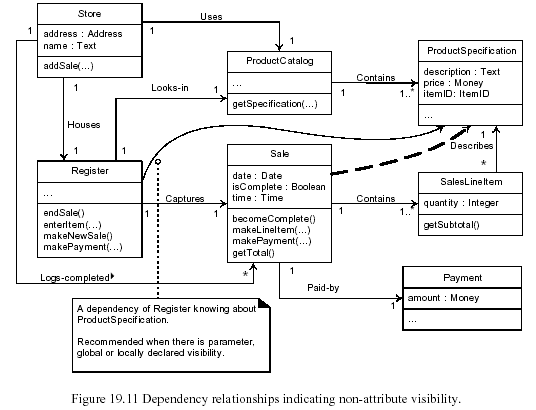 Store
address : Address
name : Text
addSale(...)
1
1
Uses
1
ProductCatalog
...
getSpecification(...)
1
Contains
1
1..*
ProductSpecification
description : Text
price : Money
itemID: ItemID
...
1
Looks-in
1
Houses
1
1
Register
...
endSale()
enterItem(...)
makeNewSale()
makePayment(...)
1
Captures
1
Sale
date : Date
isComplete : Boolean
time : Time
becomeComplete()
makeLineItem(...)
makePayment(...)
getTotal()
1
Contains
1..*
1
Describes
*
SalesLineItem
quantity : Integer
getSubtotal()
Logs-completed
*
1
Paid-by
1
Payment
amount : Money
...
A dependency of Register knowing about
ProductSpecification.
Recommended when there is parameter,
global or locally declared visibility.
Figure 19.11 Dependency relationships indicating non-attribute visibility.